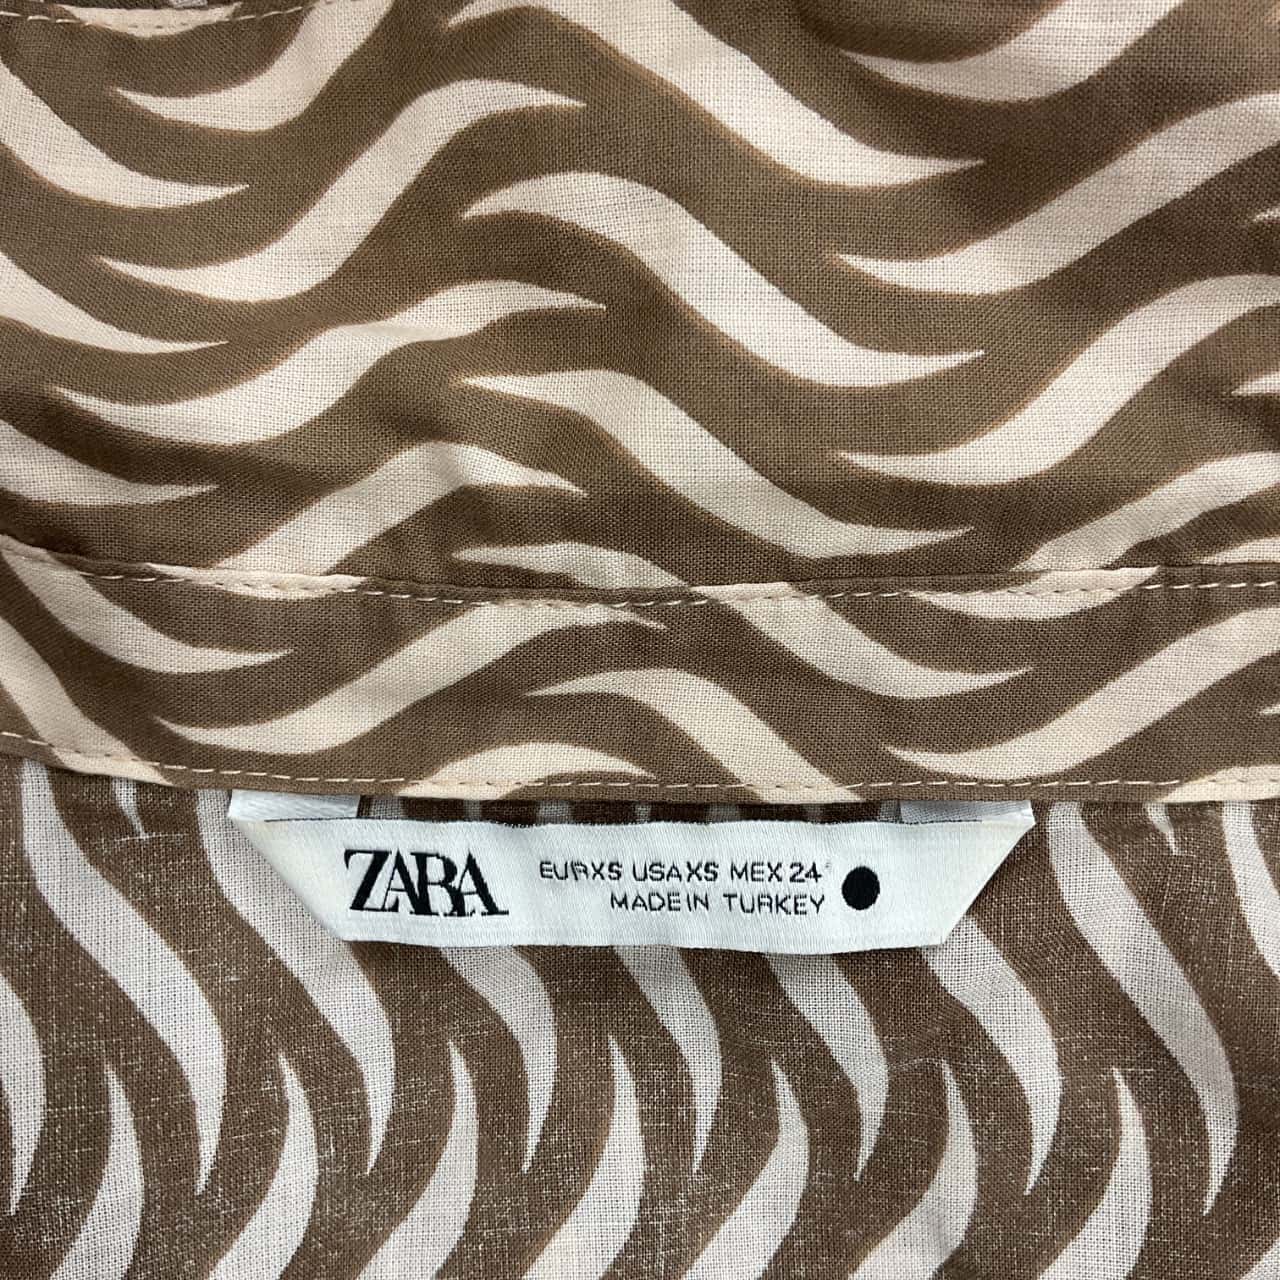 ZARA
EUR XS USA XS MEX 24
MADE IN TURKEY